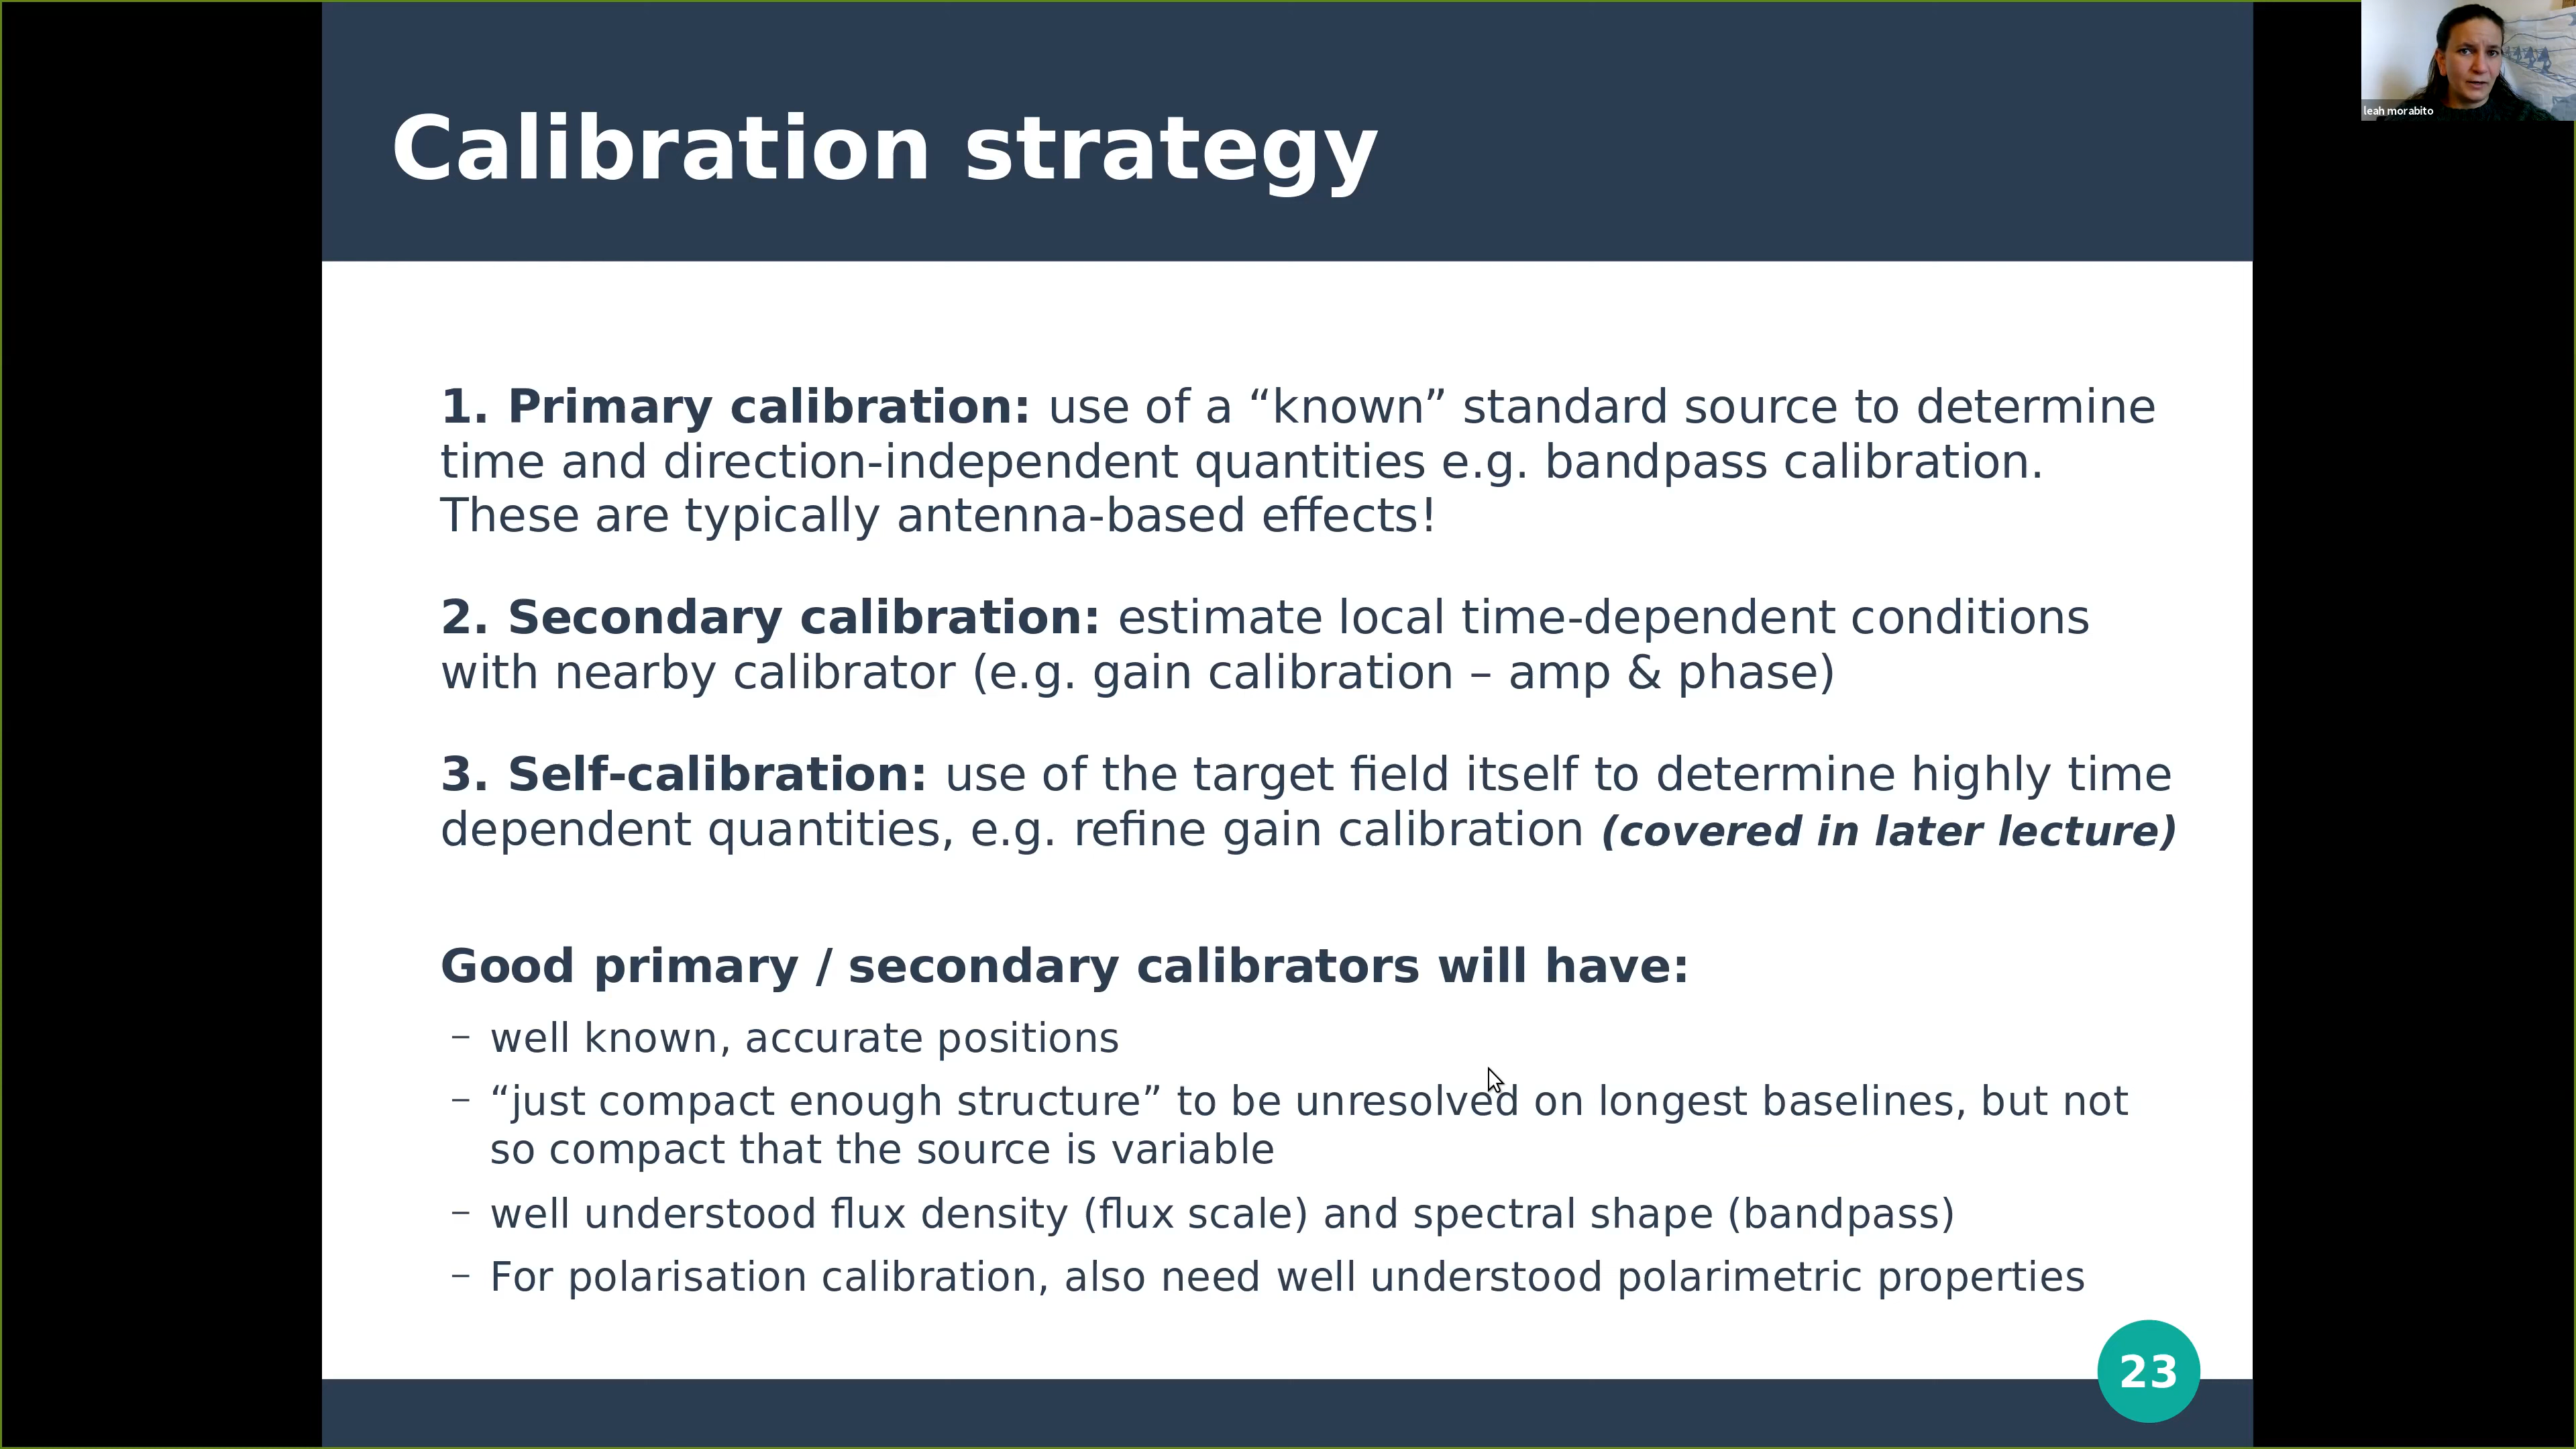 leah morabito
Calibration strategy
1. Primary calibration: use of a “known” standard source to determine
time and direction-independent quantities e.g. bandpass calibration.
These are typically antenna-based effects!
2. Secondary calibration: estimate local time-dependent conditions
with nearby calibrator (e.g. gain calibration – amp & phase)
3. Self-calibration: use of the target field itself to determine highly time
dependent quantities, e.g. refine gain calibration (covered in later lecture)
Good primary / secondary calibrators will have:
– well known, accurate positions
– “just compact enough structure” to be unresolved on longest baselines, but not
so compact that the source is variable
– well understood flux density (flux scale) and spectral shape (bandpass)
– For polarisation calibration, also need well understood polarimetric properties
23